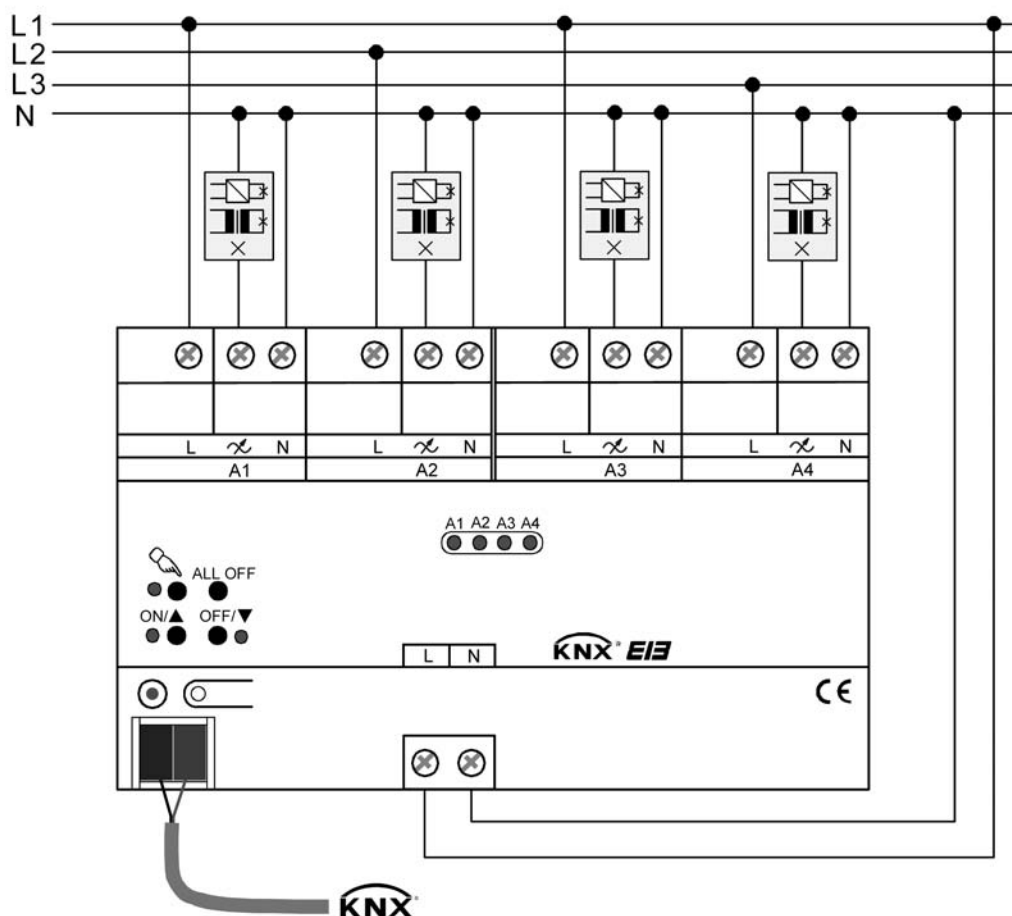 L1
L2
L3
N
L N L N L N L N
A1 A2 A3 A4
A1 A2 A3 A4
ALL OFF
ON/▲ OFF/▼
L N
KNX® EIB
CE
KNX®